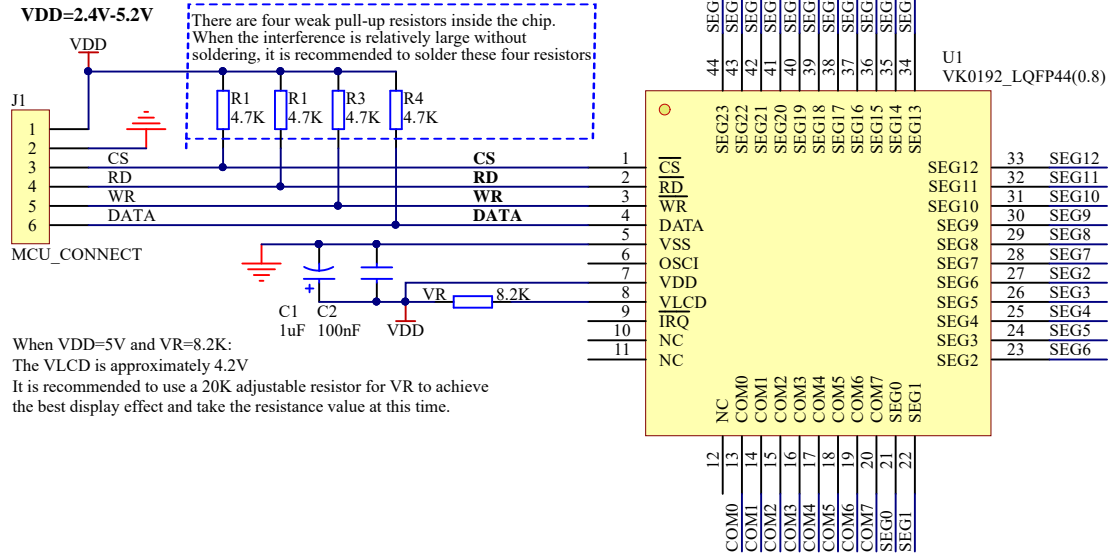 VDD=2.4V-5.2V
There are four weak pull-up resistors inside the chip.
When the interference is relatively large without
soldering, it is recommended to solder these four resistors
VDD
J1
1
2
3
4
5
6
MCU_CONNECT
R1
4.7K
R1
4.7K
R3
4.7K
R4
4.7K
CS
RD
WR
DATA
CS
RD
WR
DATA
C1
1uF
C2
100nF
VDD
VR
8.2K
When VDD=5V and VR=8.2K:
The VLCD is approximately 4.2V
It is recommended to use a 20K adjustable resistor for VR to achieve
the best display effect and take the resistance value at this time.
U1
VK0192_LQFP44(0.8)
SEG
SEG
SEG
SEG
SEG
SEG
SEG
SEG
SEG
SEG
SEG
44
43
42
41
40
39
38
37
36
35
34
SEG23
SEG22
SEG21
SEG20
SEG19
SEG18
SEG17
SEG16
SEG15
SEG14
SEG13
1 CS
2 RD
3 WR
4 DATA
5 VSS
6 OSCI
7 VDD
8 VLCD
9 IRQ
10 NC
11 NC
SEG12 33 SEG12
SEG11 32 SEG11
SEG10 31 SEG10
SEG9 30 SEG9
SEG8 29 SEG8
SEG7 28 SEG7
SEG6 27 SEG2
SEG5 26 SEG3
SEG4 25 SEG4
SEG3 24 SEG5
SEG2 23 SEG6
NC
COM0
COM1
COM2
COM3
COM4
COM5
COM6
COM7
SEG0
SEG1
12
13
14
15
16
17
18
19
20
21
22
COM0
COM1
COM2
COM3
COM4
COM5
COM6
COM7
SEG0
SEG1